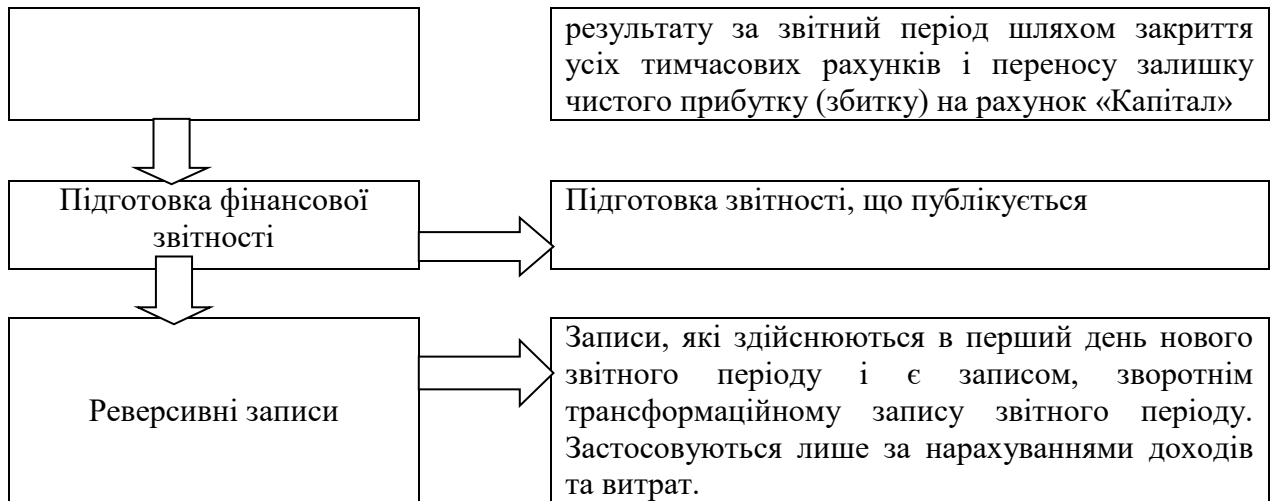 результату за звітний період шляхом закриття
усіх тимчасових рахунків і переносу залишку
чистого прибутку (збитку) на рахунок «Капітал»
Підготовка фінансової
звітності
Підготовка звітності, що публікується
Реверсивні записи
Записи, які здійснюються в перший день нового
звітного періоду і є записом, зворотнім
трансформаційному запису звітного періоду.
Застосовуються лише за нарахуваннями доходів
та витрат.